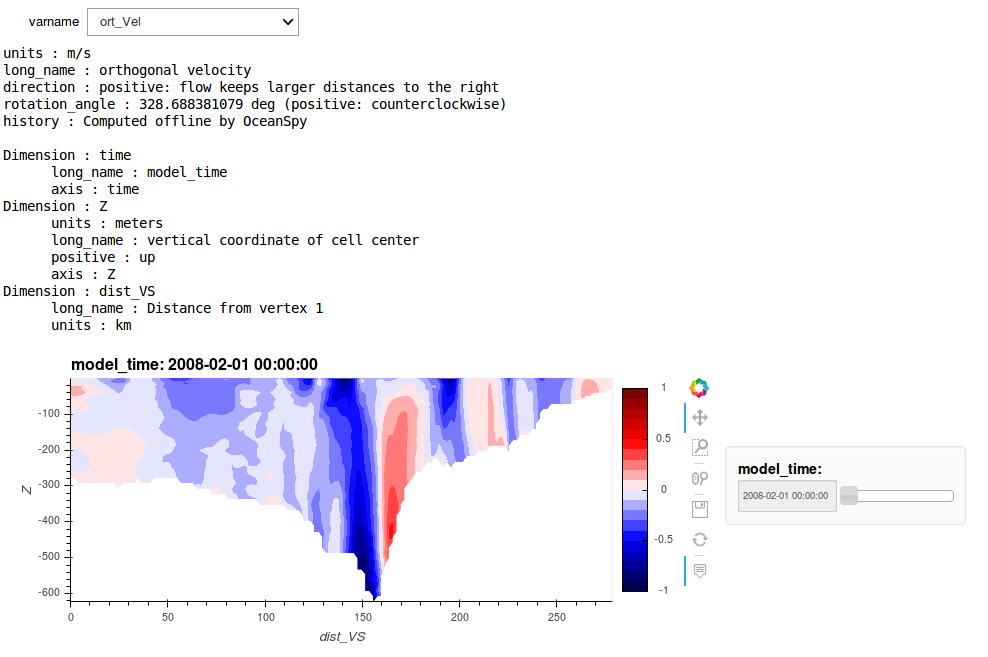 varname ort_Vel
units : m/s
long_name : orthogonal velocity
direction : positive: flow keeps larger distances to the right
rotation_angle : 328.688381079 deg (positive: counterclockwise)
history : Computed offline by OceanSpy
Dimension : time
long_name : model_time
axis : time
Dimension : Z
units : meters
long_name : vertical coordinate of cell center
positive : up
axis : Z
Dimension : dist_VS
long_name : Distance from vertex 1
units : km
model_time: 2008-02-01 00:00:00
-100
-200
-300
-400
-500
-600
Z
0 50 100 150 200 250
dist_VS
1
0.5
0
-0.5
-1
model_time:
2008-02-01 00:00:00